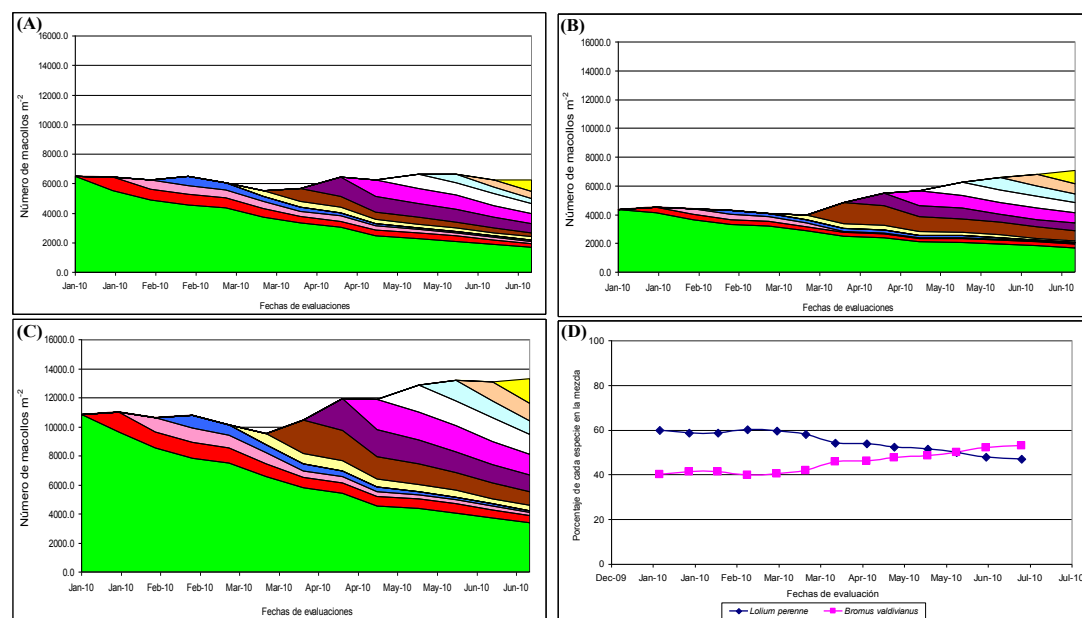 (A)
Número de macollos m-2
16000.0
14000.0
12000.0
10000.0
8000.0
6000.0
4000.0
2000.0
0.0
Jan-10 Jan-10 Feb-10 Feb-10 Mar-10 Mar-10 Apr-10 Apr-10 May-10 May-10 Jun-10 Jun-10
Fechas de evaluaciones
(B)
Número de macollos m-2
16000.0
14000.0
12000.0
10000.0
8000.0
6000.0
4000.0
2000.0
0.0
Jan-10 Jan-10 Feb-10 Feb-10 Mar-10 Mar-10 Apr-10 Apr-10 May-10 May-10 Jun-10 Jun-10
Fechas de evaluaciones
(C)
Número de macollos m-2
16000.0
14000.0
12000.0
10000.0
8000.0
6000.0
4000.0
2000.0
0.0
Jan-10 Jan-10 Feb-10 Feb-10 Mar-10 Mar-10 Apr-10 Apr-10 May-10 May-10 Jun-10 Jun-10
Fechas de evaluaciones
(D)
Porcentaje de cada especie en la mezcla
100
80
60
40
20
0
Dec-09 Jan-10 Jan-10 Feb-10 Mar-10 Mar-10 Apr-10 May-10 May-10 Jun-10 Jul-10 Jul-10
Fechas de evaluación
Lolium perenne Bromus valdivianus